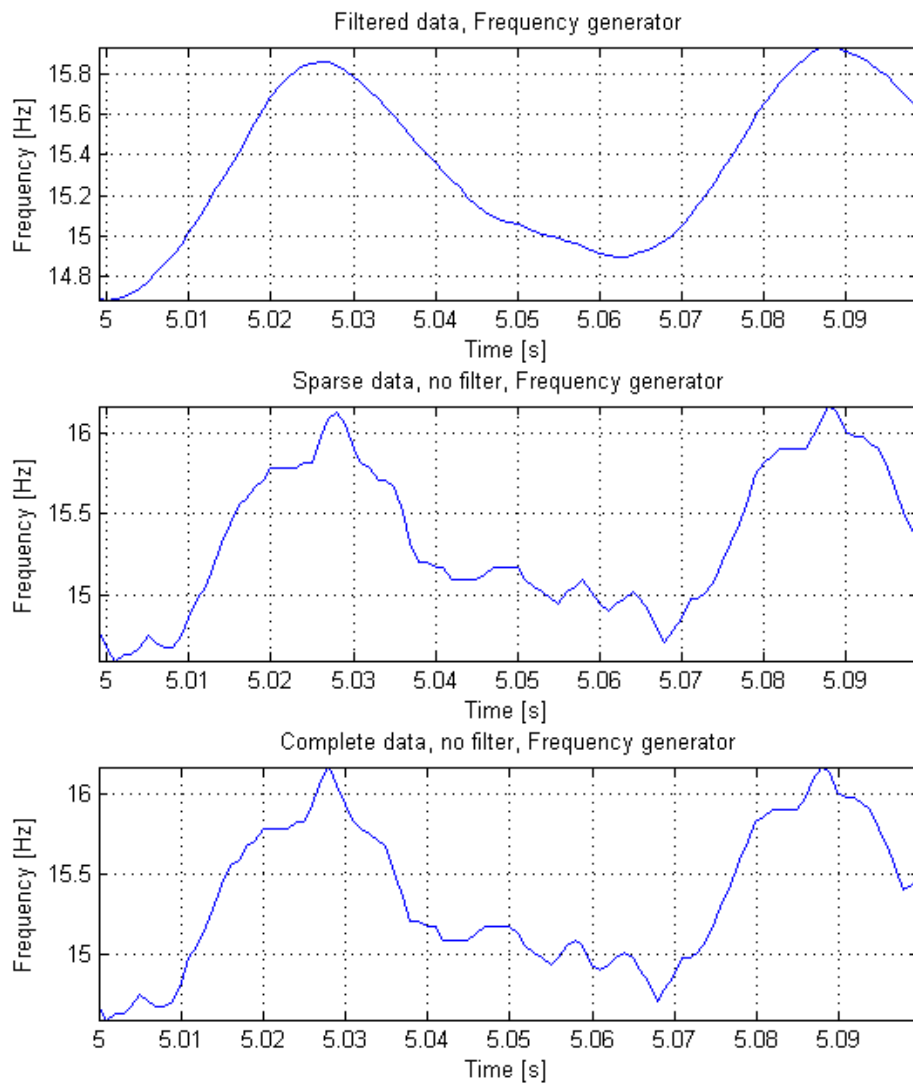 Filtered data, Frequency generator
Frequency [Hz]
15.8
15.6
15.4
15.2
15
14.8
5 5.01 5.02 5.03 5.04 5.05 5.06 5.07 5.08 5.09
Time [s]
Sparse data, no filter, Frequency generator
Frequency [Hz]
16
15.5
15
5 5.01 5.02 5.03 5.04 5.05 5.06 5.07 5.08 5.09
Time [s]
Complete data, no filter, Frequency generator
Frequency [Hz]
16
15.5
15
5 5.01 5.02 5.03 5.04 5.05 5.06 5.07 5.08 5.09
Time [s]